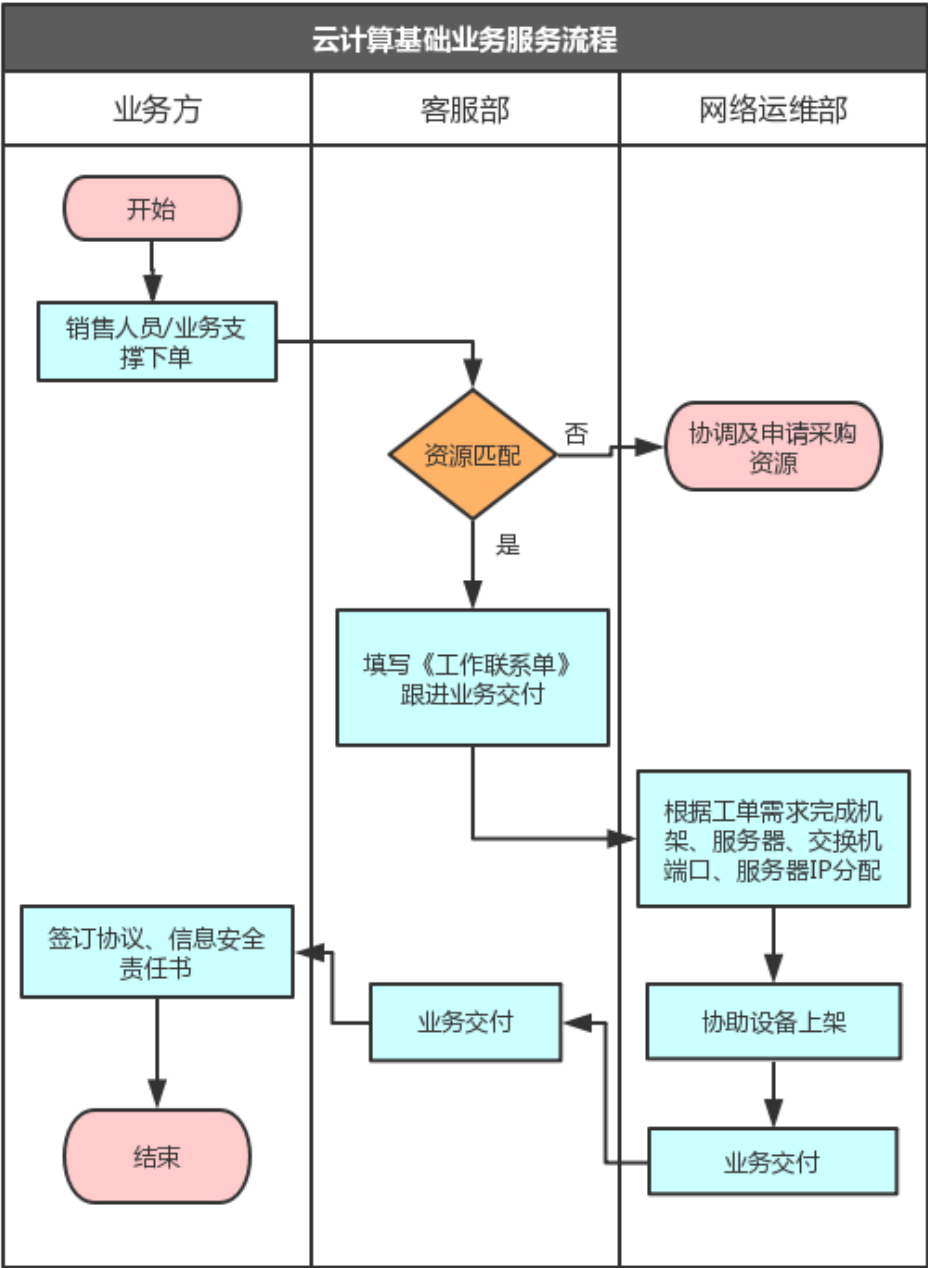 云计算基础业务服务流程
业务方
客服部
网络运维部
开始
销售人员/业务支
撑下单
资源匹配
否
协调及申请采购
资源
是
填写《工作联系单》
跟进业务交付
根据工单需求完成机
架、服务器、交换机
端口、服务器IP分配
签订协议、信息安全
责任书
业务交付
协助设备上架
结束
业务交付